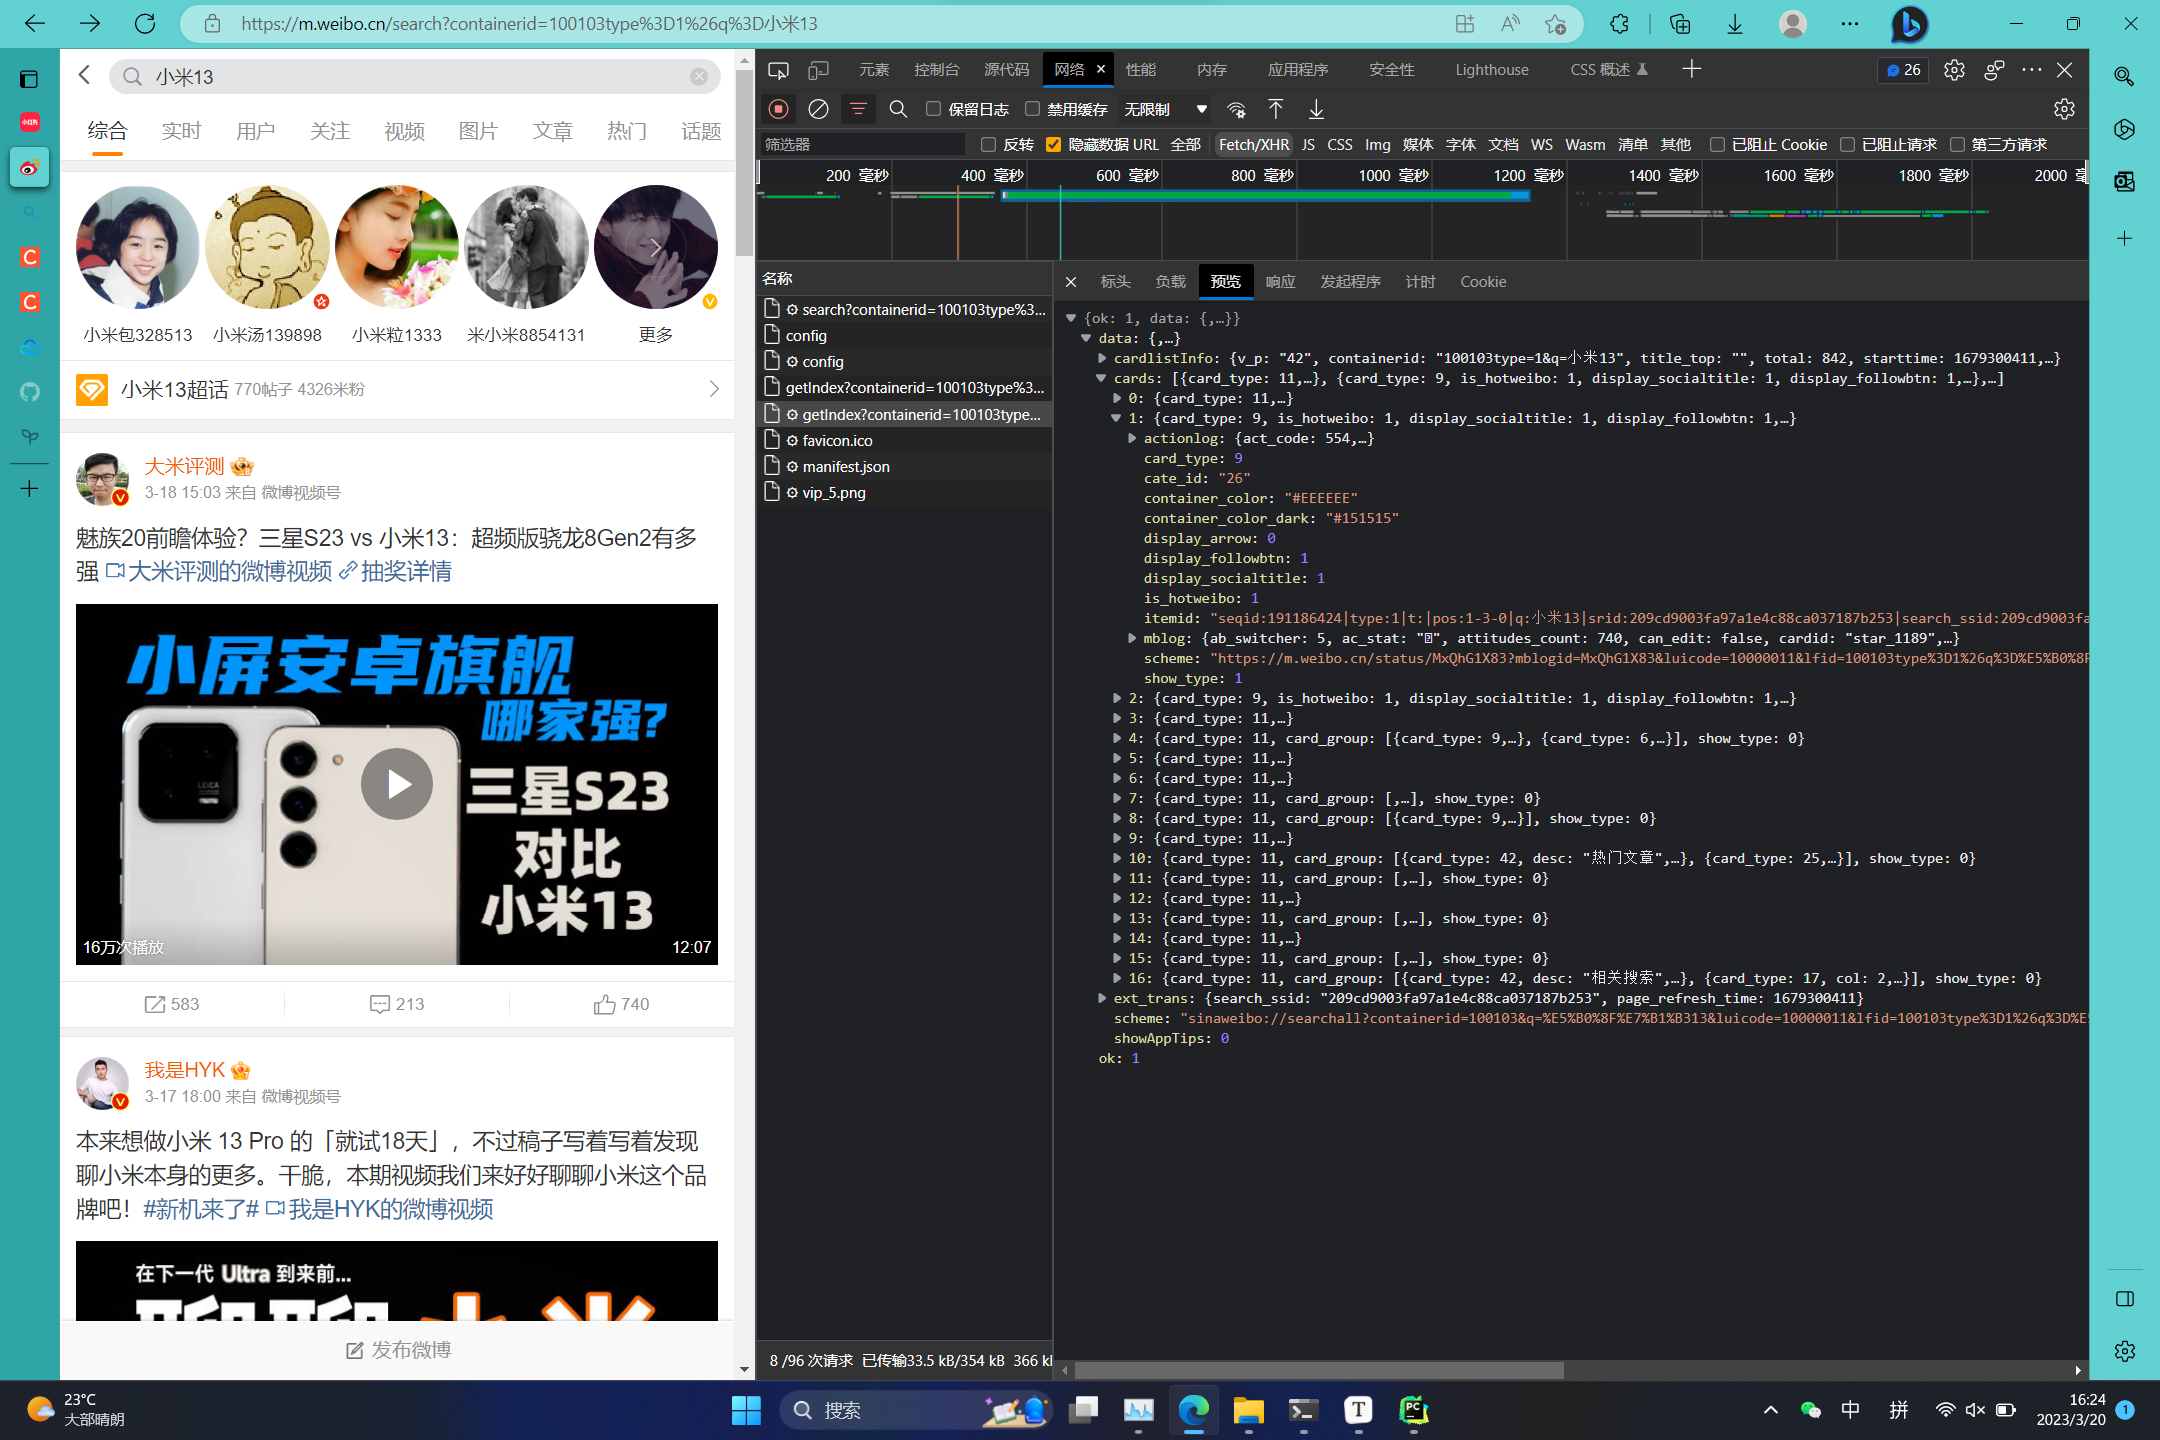 https://m.weibo.cn/search?containerid=100103type%3D1%26q%3D小米13
小米13
综合 实时 用户 关注 视频 图片 文章 热门 话题
小米包328513 小米汤139898 小米粒1333 米小米8854131 更多
小米13超话 770帖子 4326米粉
大米评测
3-18 15:03 来自 微博视频号
魅族20前瞻体验？三星S23 vs 小米13：超频版骁龙8Gen2有多
强 大米评测的微博视频 抽奖详情
小屏安卓旗舰
哪家强?
三星S23
对比
小米13
LEICA
16万次播放 12:07
583 213 740
我是HYK
3-17 18:00 来自 微博视频号
本来想做小米 13 Pro 的「就试18天」，不过稿子写着写着发现
聊小米本身的更多。干脆，本期视频我们来好好聊聊小米这个品
牌吧！#新机来了# 我是HYK的微博视频
在下一代 Ultra 到来前...
发布微博
元素 控制台 源代码 网络 性能 内存 应用程序 安全性 Lighthouse CSS 概述 26
保留日志 禁用缓存 无限制
筛选器 反转 隐藏数据 URL 全部 Fetch/XHR JS CSS Img 媒体 字体 文档 WS Wasm 清单 其他 已阻止 Cookie 已阻止请求 第三方请求
200 毫秒 400 毫秒 600 毫秒 800 毫秒 1000 毫秒 1200 毫秒 1400 毫秒 1600 毫秒 1800 毫秒 2000
名称
search?containerid=100103type%3...
config
config
getIndex?containerid=100103type%3...
getIndex?containerid=100103type...
favicon.ico
manifest.json
vip_5.png
8 /96 次请求 已传输33.5 kB/354 kB 366 k
标头 负载 预览 响应 发起程序 计时 Cookie
{ok: 1, data: {,…}}
data: {,…}
cardlistInfo: {v_p: "42", containerid: "100103type=1&q=小米13", title_top: "", total: 842, starttime: 1679300411,…}
cards: [{card_type: 11,…}, {card_type: 9, is_hotweibo: 1, display_socialtitle: 1, display_followbtn: 1,…},…]
0: {card_type: 11,…}
1: {card_type: 9, is_hotweibo: 1, display_socialtitle: 1, display_followbtn: 1,…}
actionlog: {act_code: 554,…}
card_type: 9
cate_id: "26"
container_color: "#EEEEEE"
container_color_dark: "#151515"
display_arrow: 0
display_followbtn: 1
display_socialtitle: 1
is_hotweibo: 1
itemid: "seqid:191186424|type:1|t:|pos:1-3-0|q:小米13|srid:209cd9003fa97a1e4c88ca037187b253|search_ssid:209cd9003fa
mblog: {ab_switcher: 5, ac_stat: "", attitudes_count: 740, can_edit: false, cardid: "star_1189",…}
scheme: "https://m.weibo.cn/status/MxQhG1X83?mblogid=MxQhG1X83&luicode=10000011&lfid=100103type%3D1%26q%3D%E5%B0%8F
show_type: 1
2: {card_type: 9, is_hotweibo: 1, display_socialtitle: 1, display_followbtn: 1,…}
3: {card_type: 11,…}
4: {card_type: 11, card_group: [{card_type: 9,…}, {card_type: 6,…}], show_type: 0}
5: {card_type: 11,…}
6: {card_type: 11,…}
7: {card_type: 11, card_group: [,…], show_type: 0}
8: {card_type: 11, card_group: [{card_type: 9,…}], show_type: 0}
9: {card_type: 11,…}
10: {card_type: 11, card_group: [{card_type: 42, desc: "热门文章",…}, {card_type: 25,…}], show_type: 0}
11: {card_type: 11, card_group: [,…], show_type: 0}
12: {card_type: 11,…}
13: {card_type: 11, card_group: [,…], show_type: 0}
14: {card_type: 11,…}
15: {card_type: 11, card_group: [,…], show_type: 0}
16: {card_type: 11, card_group: [{card_type: 42, desc: "相关搜索",…}, {card_type: 17, col: 2,…}], show_type: 0}
ext_trans: {search_ssid: "209cd9003fa97a1e4c88ca037187b253", page_refresh_time: 1679300411}
scheme: "sinaweibo://searchall?containerid=100103&q=%E5%B0%8F%E7%B1%B313&luicode=10000011&lfid=100103type%3D1%26q%3D%E5
showAppTips: 0
ok: 1
23°C
大部晴朗
搜索
中 拼
16:24
2023/3/20
1